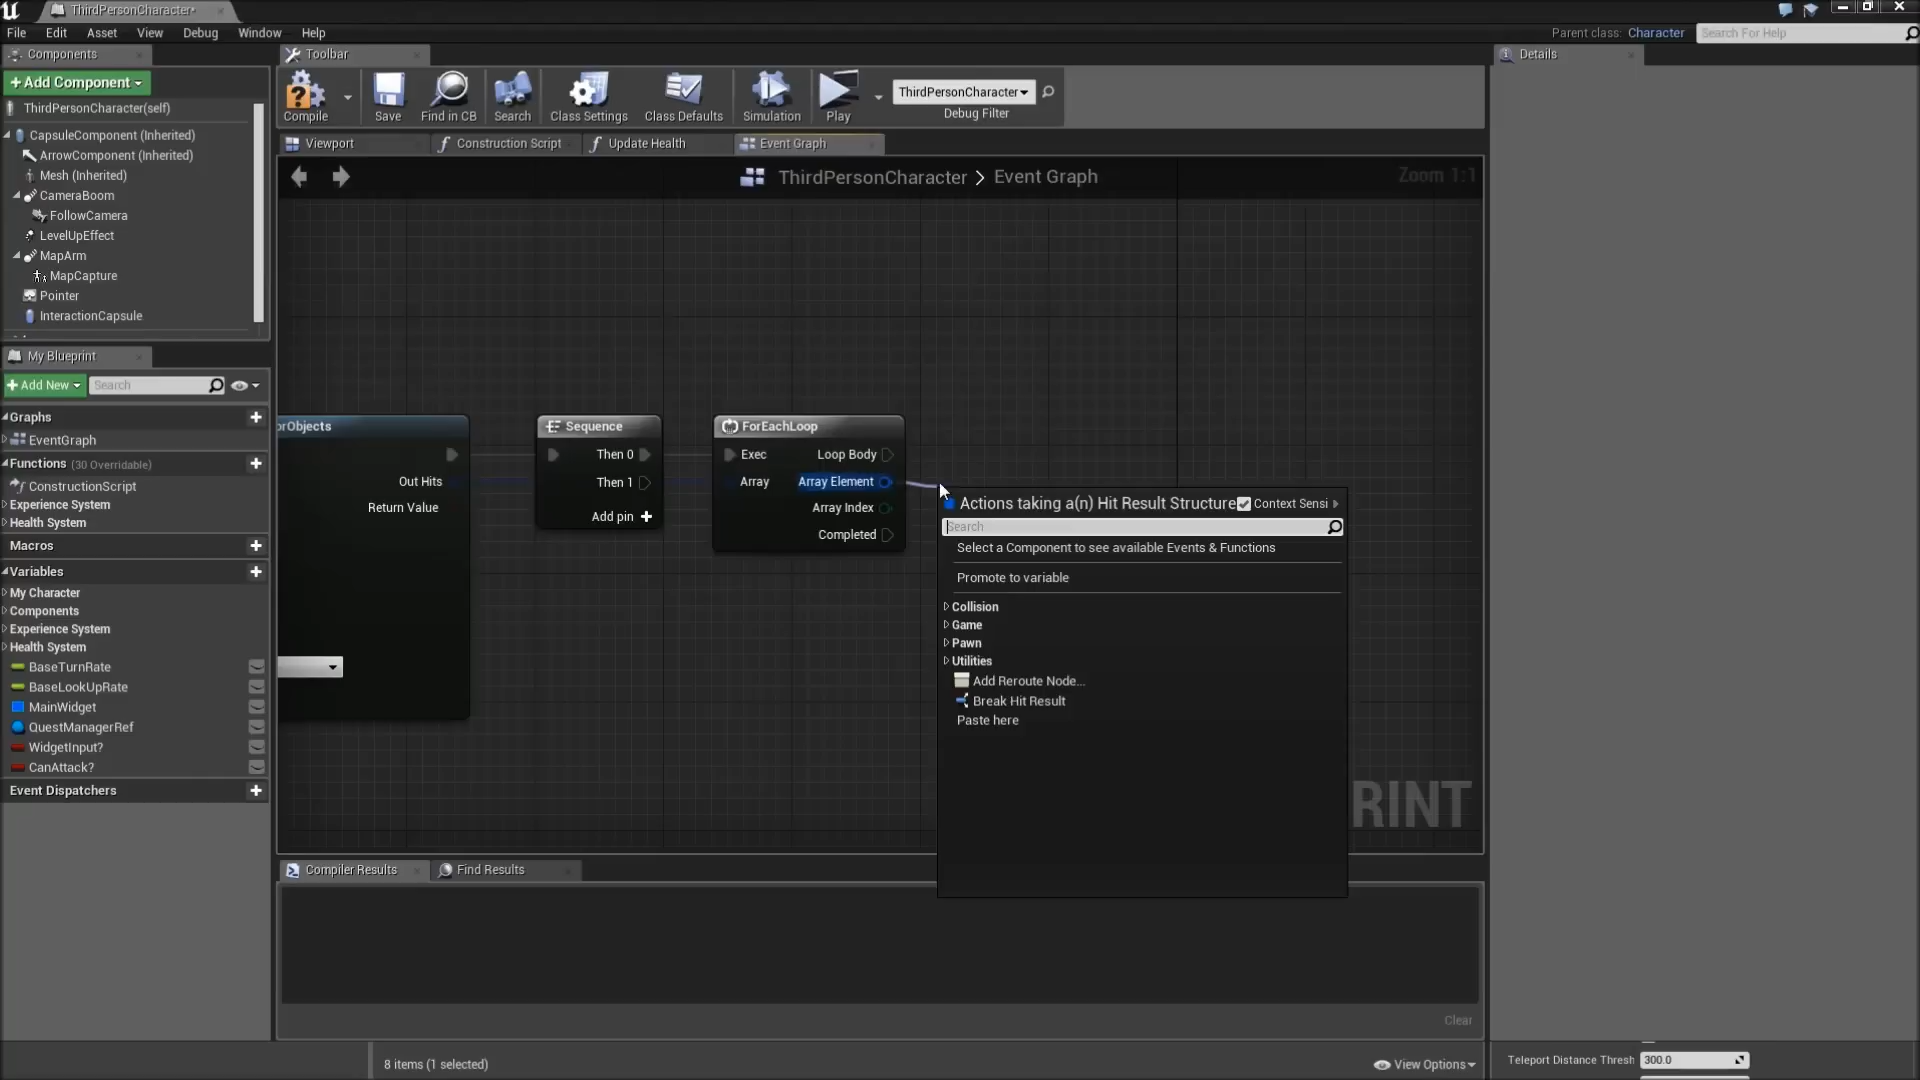 ThirdPersonCharacter*
File Edit Asset View Debug Window Help
Parent class: Character Search For Help
Components
Toolbar
Details
+Add Component
ThirdPersonCharacter(self)
CapsuleComponent (Inherited)
ArrowComponent (Inherited)
Mesh (Inherited)
CameraBoom
FollowCamera
LevelUpEffect
MapArm
MapCapture
Pointer
InteractionCapsule
Compile Save Find in CB Search Class Settings Class Defaults Simulation Play
ThirdPersonCharacter
Debug Filter
Viewport Construction Script Update Health Event Graph
ThirdPersonCharacter > Event Graph
Zoom 1:1
My Blueprint
+Add New Search
Graphs
EventGraph
Functions (30 Overridable)
ConstructionScript
Experience System
Health System
Macros
Variables
My Character
Components
Experience System
Health System
BaseTurnRate
BaseLookUpRate
MainWidget
QuestManagerRef
WidgetInput?
CanAttack?
Event Dispatchers
orObjects
Out Hits
Return Value
Sequence
Then 0
Then 1
Add pin +
ForEachLoop
Exec Loop Body
Array Array Element
Array Index
Completed
Actions taking a(n) Hit Result Structure Context Sensi
Search
Select a Component to see available Events & Functions
Promote to variable
Collision
Game
Pawn
Utilities
Add Reroute Node...
Break Hit Result
Paste here
RINT
Compiler Results Find Results
Clear
8 items (1 selected)
View Options
Teleport Distance Thresh 300.0